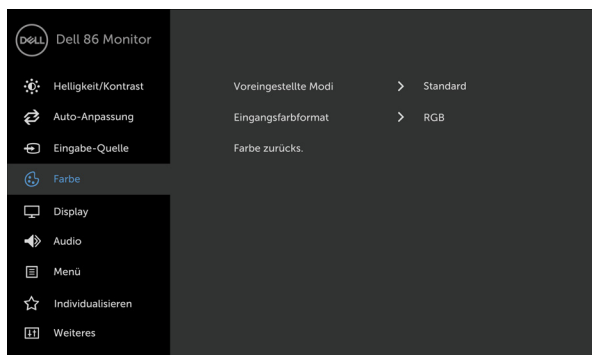 DELL Dell 86 Monitor
Helligkeit/Kontrast Voreingestellte Modi > Standard
Auto-Anpassung Eingangsfarbformat > RGB
Eingabe-Quelle Farbe zurücks.
Farbe
Display
Audio
Menü
Individualisieren
Weiteres